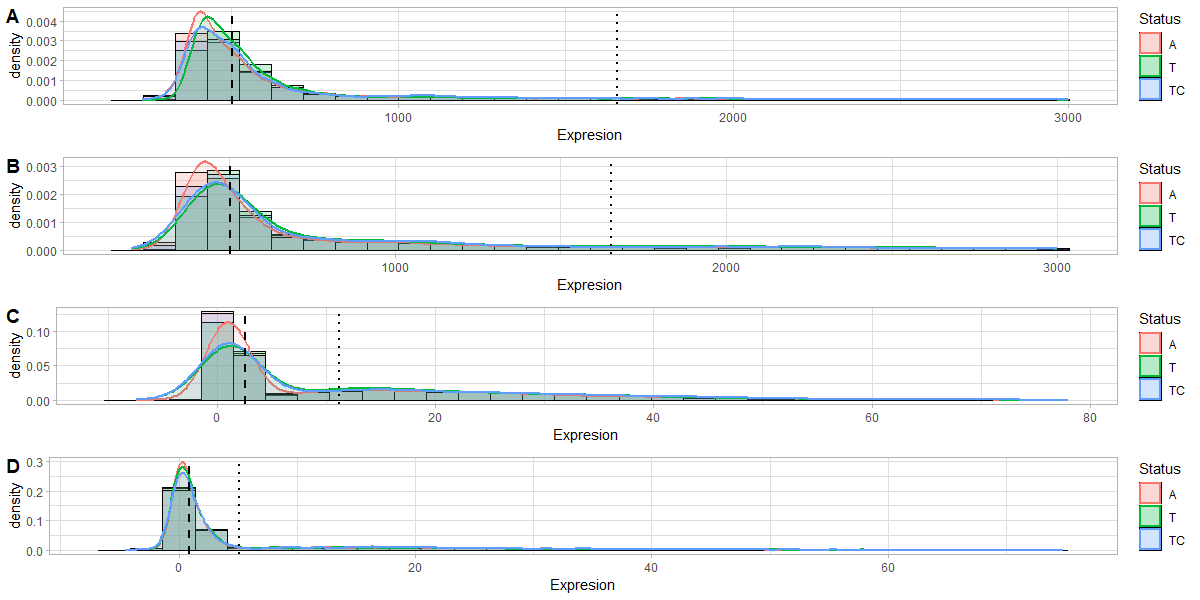 A
density
0.004
0.003
0.002
0.001
0.000
1000
2000
3000
Expresion
Status
A
T
TC
B
density
0.003
0.002
0.001
0.000
1000
2000
3000
Expresion
Status
A
T
TC
C
density
0.10
0.05
0.00
0
20
40
60
80
Expresion
Status
A
T
TC
D
density
0.3
0.2
0.1
0.0
0
20
40
60
Expresion
Status
A
T
TC